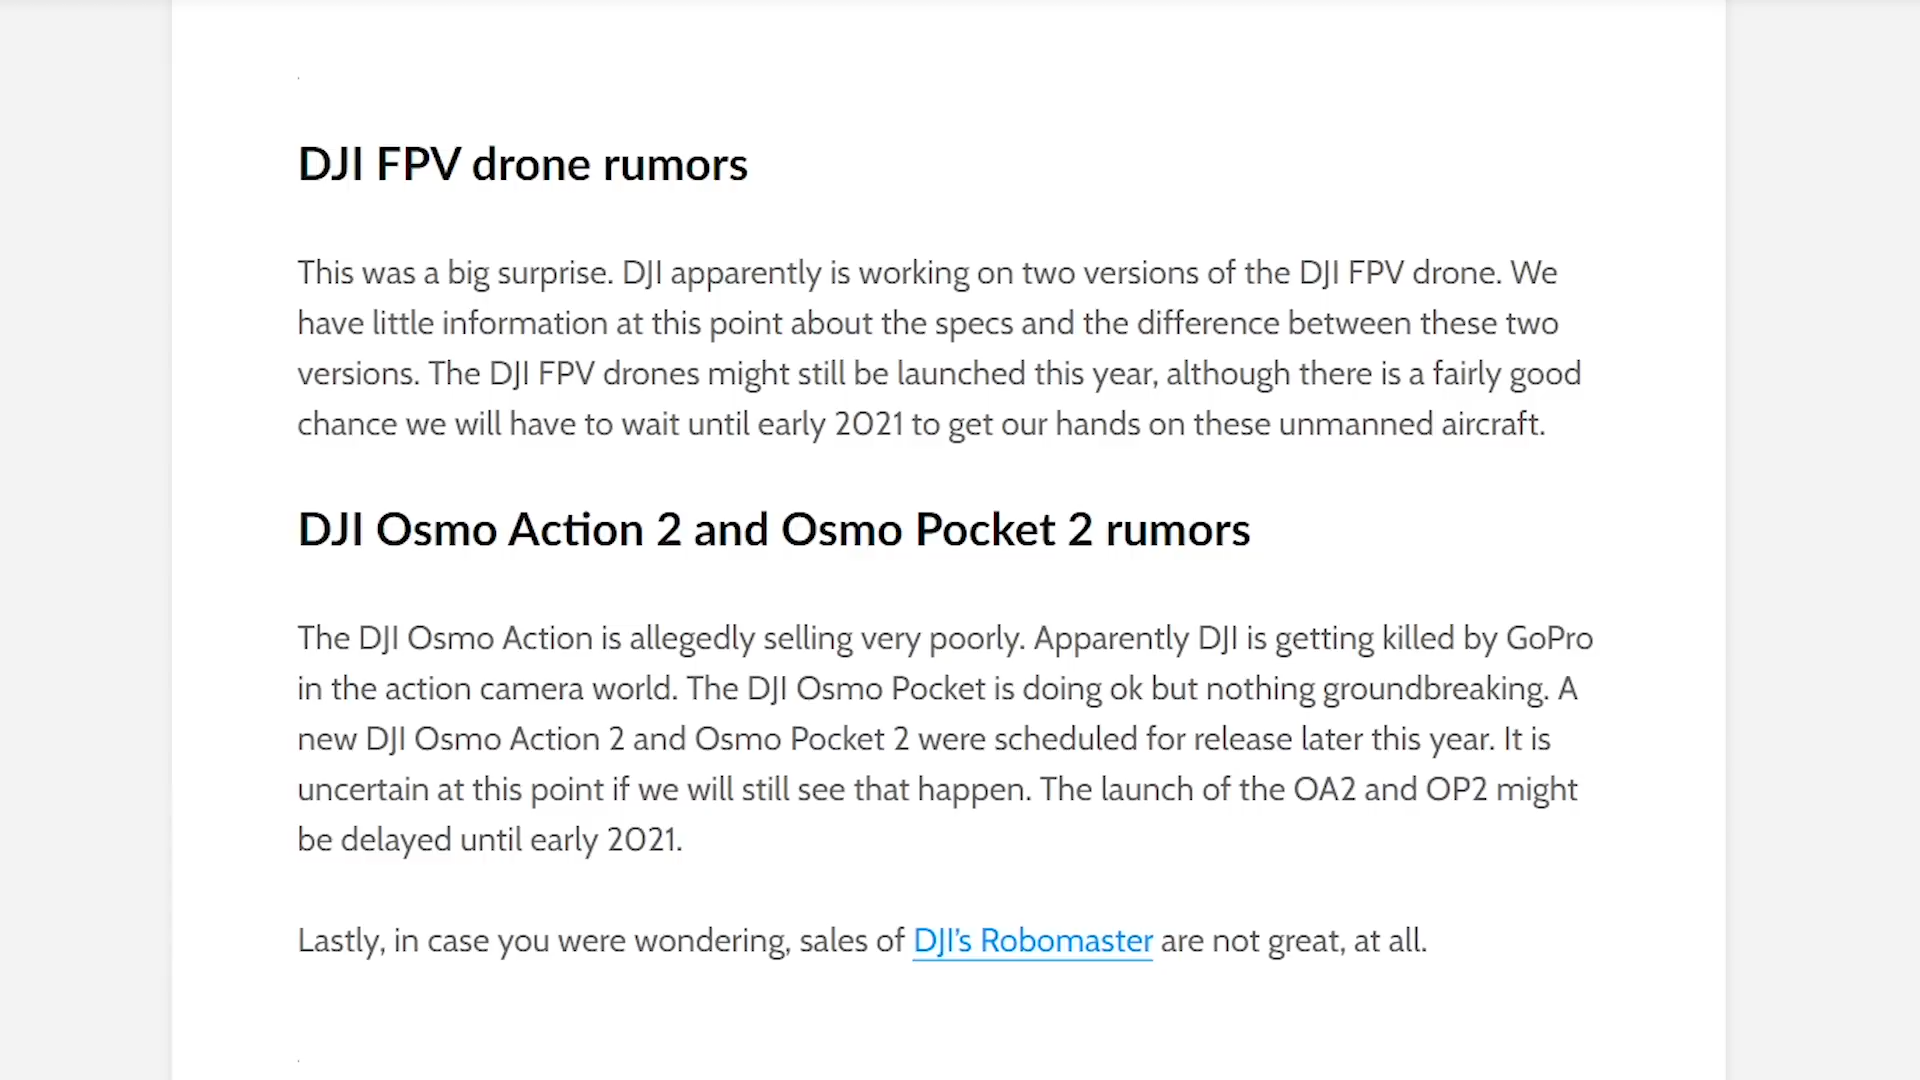 DJI FPV drone rumors
This was a big surprise. DJI apparently is working on two versions of the DJI FPV drone. We
have little information at this point about the specs and the difference between these two
versions. The DJI FPV drones might still be launched this year, although there is a fairly good
chance we will have to wait until early 2021 to get our hands on these unmanned aircraft.
DJI Osmo Action 2 and Osmo Pocket 2 rumors
The DJI Osmo Action is allegedly selling very poorly. Apparently DJI is getting killed by GoPro
in the action camera world. The DJI Osmo Pocket is doing ok but nothing groundbreaking. A
new DJI Osmo Action 2 and Osmo Pocket 2 were scheduled for release later this year. It is
uncertain at this point if we will still see that happen. The launch of the OA2 and OP2 might
be delayed until early 2021.
Lastly, in case you were wondering, sales of DJI’s Robomaster are not great, at all.